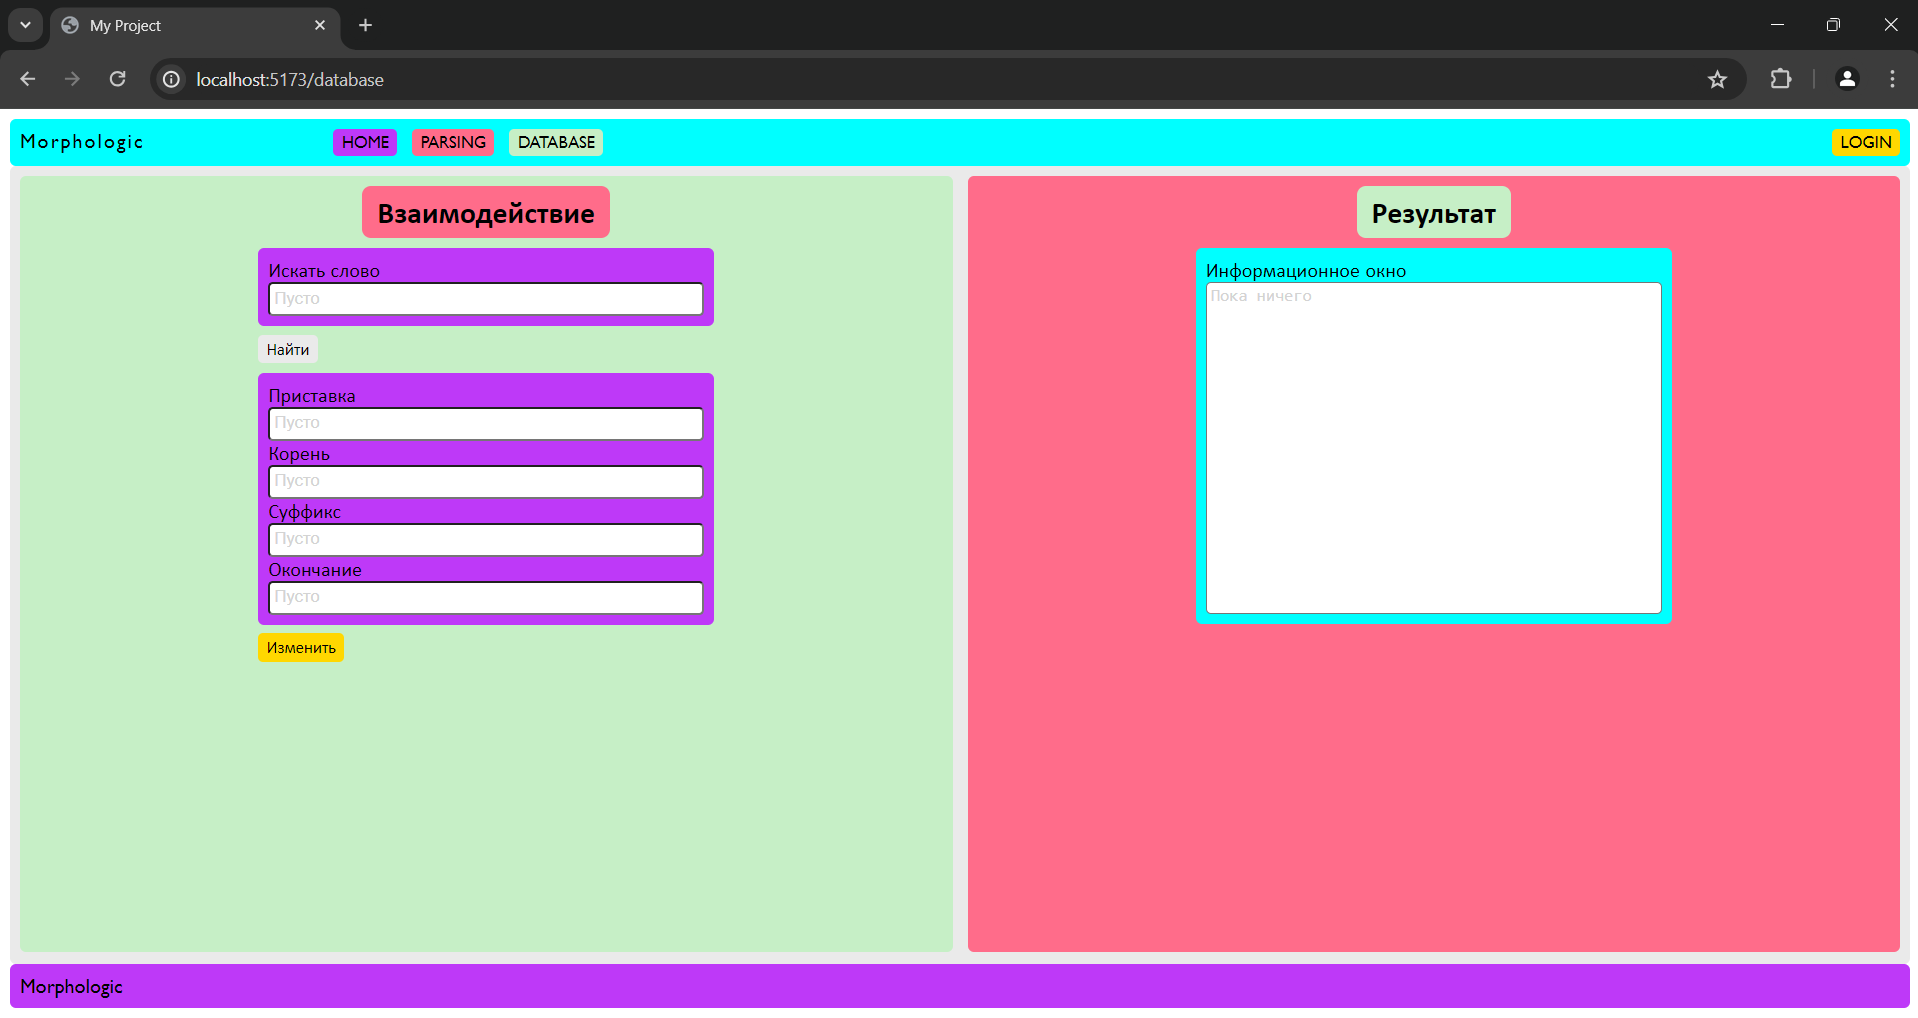 My Project
localhost:5173/database
Morphologic HOME PARSING DATABASE LOGIN
Взаимодействие
Искать слово
Пусто
Найти
Приставка
Пусто
Корень
Пусто
Суффикс
Пусто
Окончание
Пусто
Изменить
Результат
Информационное окно
Пока ничего
Morphologic